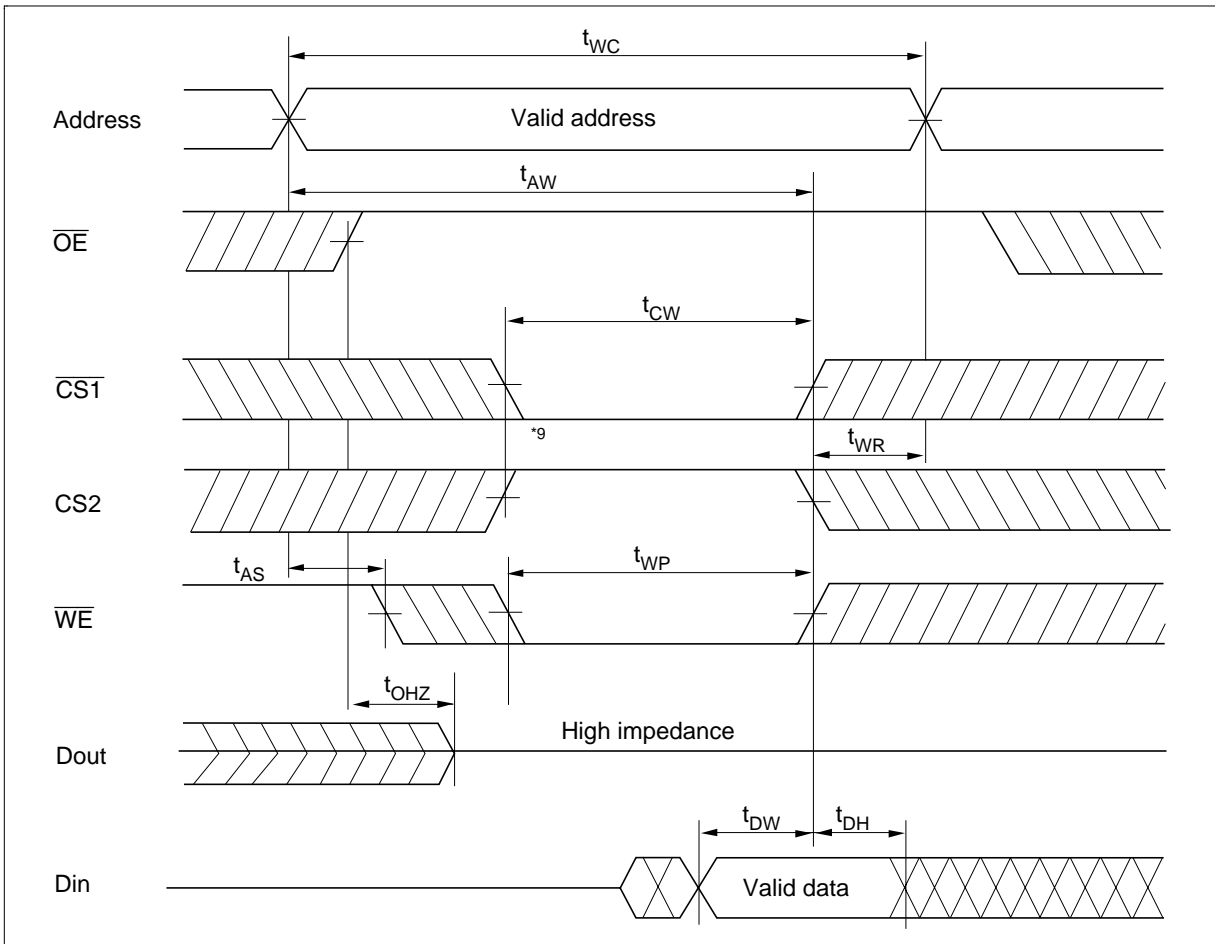 tWC
Address
Valid address
tAW
OE
tCW
CS1
*9
tWR
CS2
tAS
tWP
WE
tOHZ
High impedance
Dout
tDW
tDH
Din
Valid data